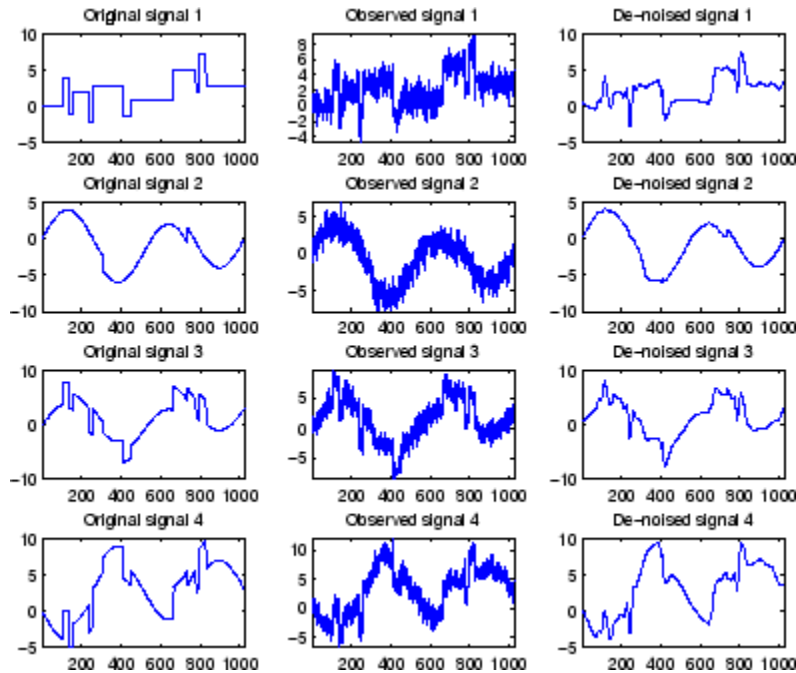 Original signal 1 Observed signal 1 De-noised signal 1
10 8 10
5 6 5
4
0 2 0
0
-2
−5 −4 −5
200 400 600 800 1000 200 400 600 800 1000 200 400 600 800 1000
Original signal 2 Observed signal 2 De-noised signal 2
5 5 5
0 0 0
−5 −5 −5
−10 −10
200 400 600 800 1000 200 400 600 800 1000 200 400 600 800 1000
Original signal 3 Observed signal 3 De-noised signal 3
10 10
5
0 0 0
−5
−10 −10
200 400 600 800 1000 200 400 600 800 1000 200 400 600 800 1000
Original signal 4 Observed signal 4 De-noised signal 4
10 10 10
5 5 5
0 0 0
−5 −5 −5
200 400 600 800 1000 200 400 600 800 1000 200 400 600 800 1000